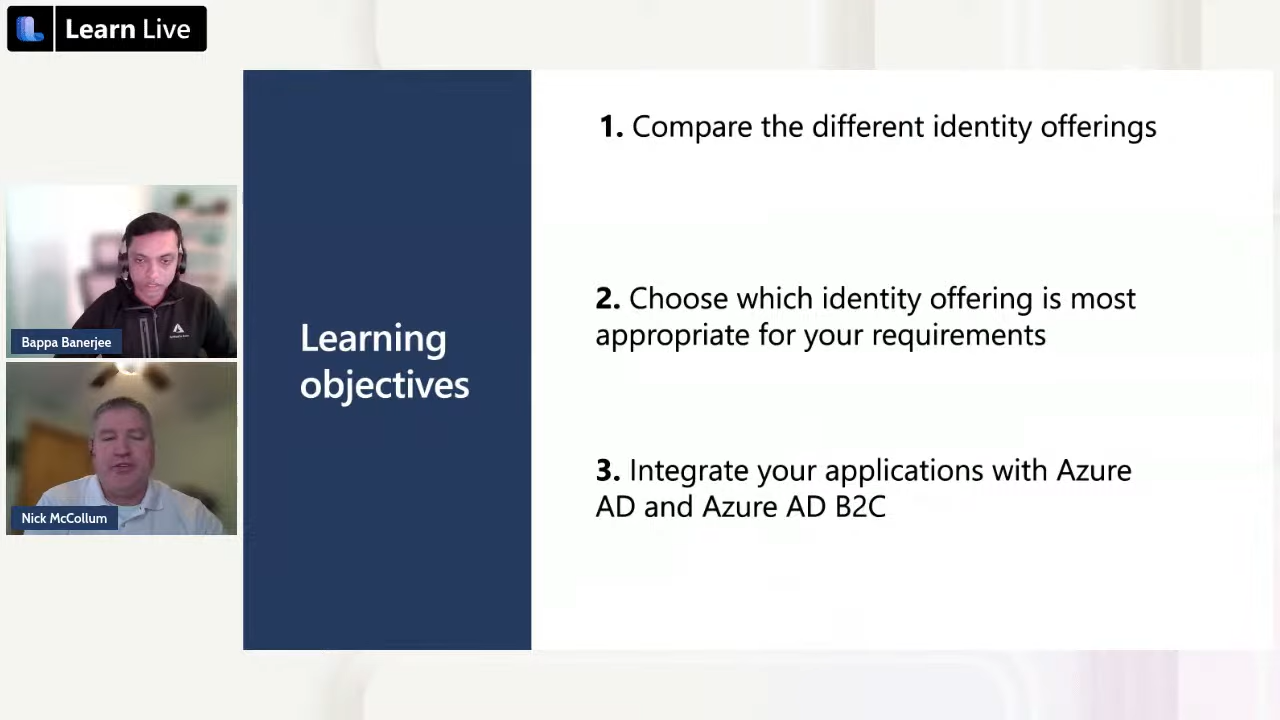 Learn Live
Bappa Banerjee
Nick McCollum
Learning
objectives
1. Compare the different identity offerings
2. Choose which identity offering is most
appropriate for your requirements
3. Integrate your applications with Azure
AD and Azure AD B2C